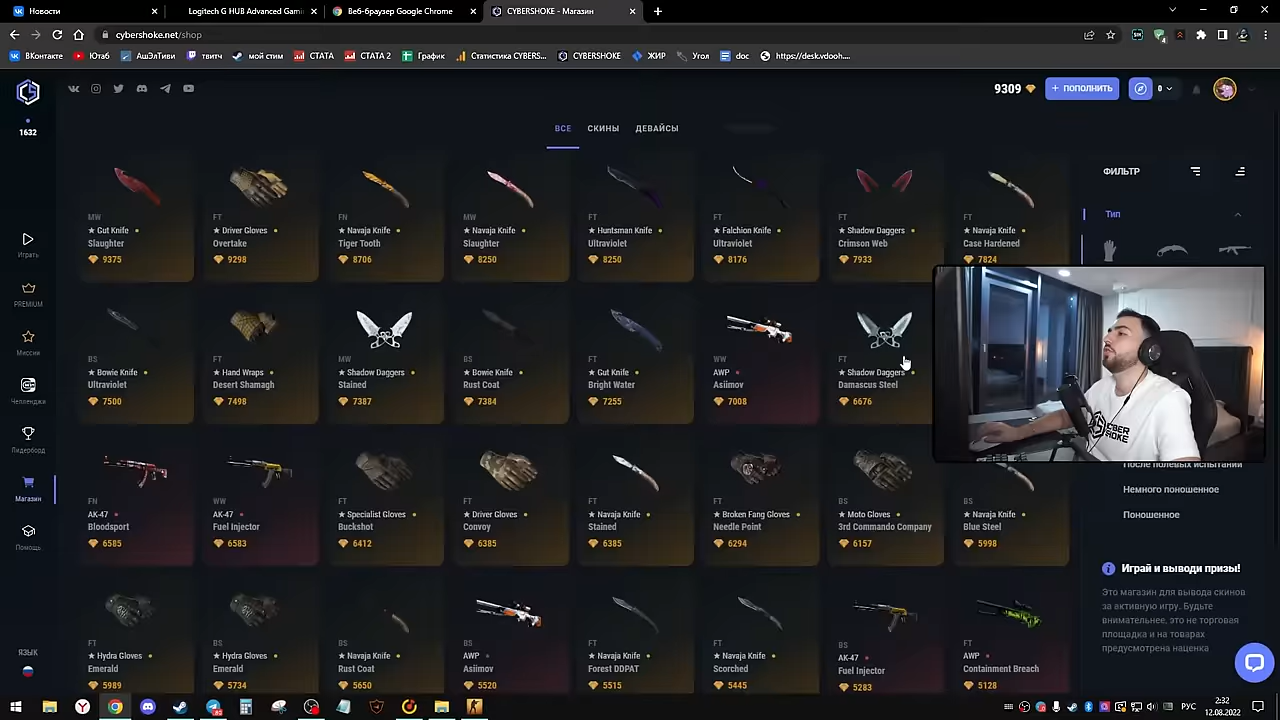 Новости
Logitech G HUB Advanced Gami
Веб-браузер Google Chrome
CYBERSHOKE - Магазин
cybershoke.net/shop
ВКонтакте
Ютаб
АшЭлТиви
твитч
мой стим
СТАТА
СТАТА 2
График
Статистика CYBERS...
CYBERSHOKE
ЖИР
Угол
doc
https://desk.vdooh...
1632
9309
+ ПОПОЛНИТЬ
0
ВСЕ СКИНЫ ДЕВАЙСЫ
Играть
PREMIUM
Миссии
Челленджи
Лидерборд
Магазин
Помощь
ЯЗЫК
MW
★ Gut Knife
Slaughter
9375
FT
★ Driver Gloves
Overtake
9298
FN
★ Navaja Knife
Tiger Tooth
8706
MW
★ Navaja Knife
Slaughter
8250
FT
★ Huntsman Knife
Ultraviolet
8250
FT
★ Falchion Knife
Ultraviolet
8176
FT
★ Shadow Daggers
Crimson Web
7933
FT
★ Navaja Knife
Case Hardened
7824
BS
★ Bowie Knife
Ultraviolet
7500
FT
★ Hand Wraps
Desert Shamagh
7498
MW
★ Shadow Daggers
Stained
7387
BS
★ Bowie Knife
Rust Coat
7384
FT
★ Gut Knife
Bright Water
7255
WW
AWP
Asiimov
7008
FT
★ Shadow Daggers
Damascus Steel
6676
FN
AK-47
Bloodsport
6585
WW
AK-47
Fuel Injector
6583
FT
★ Specialist Gloves
Buckshot
6412
FT
★ Driver Gloves
Convoy
6385
FT
★ Navaja Knife
Stained
6385
FT
★ Broken Fang Gloves
Needle Point
6294
BS
★ Moto Gloves
3rd Commando Company
6157
BS
★ Navaja Knife
Blue Steel
5998
FT
★ Hydra Gloves
Emerald
5989
BS
★ Hydra Gloves
Emerald
5734
BS
★ Navaja Knife
Rust Coat
5650
BS
AWP
Asiimov
5520
FT
★ Navaja Knife
Forest DDPAT
5515
FT
★ Navaja Knife
Scorched
5445
BS
AK-47
Fuel Injector
5283
FT
AWP
Containment Breach
5128
ФИЛЬТР
Тип
CYBER
SHOKE
После полевых испытаний
Немного поношенное
Поношенное
Играй и выводи призы!
Это магазин для вывода скинов
за активную игру. Будьте
внимательнее, это не торговая
площадка и на товарах
предусмотрена наценка
РУС
2:32
12.08.2022